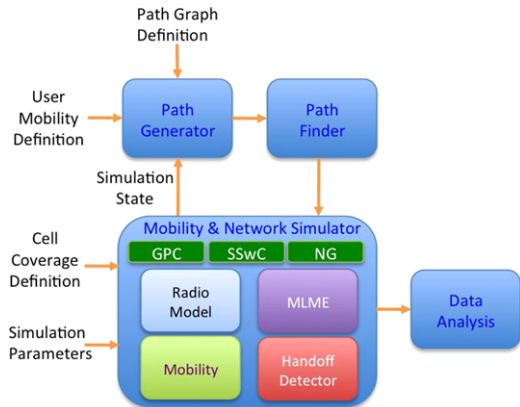 Path Graph
Definition
User
Mobility
Definition
Path
Generator
Path
Finder
Simulation
State
Mobility & Network Simulator
GPC
SSwC
NG
Cell
Coverage
Definition
Radio
Model
MLME
Data
Analysis
Simulation
Parameters
Mobility
Handoff
Detector